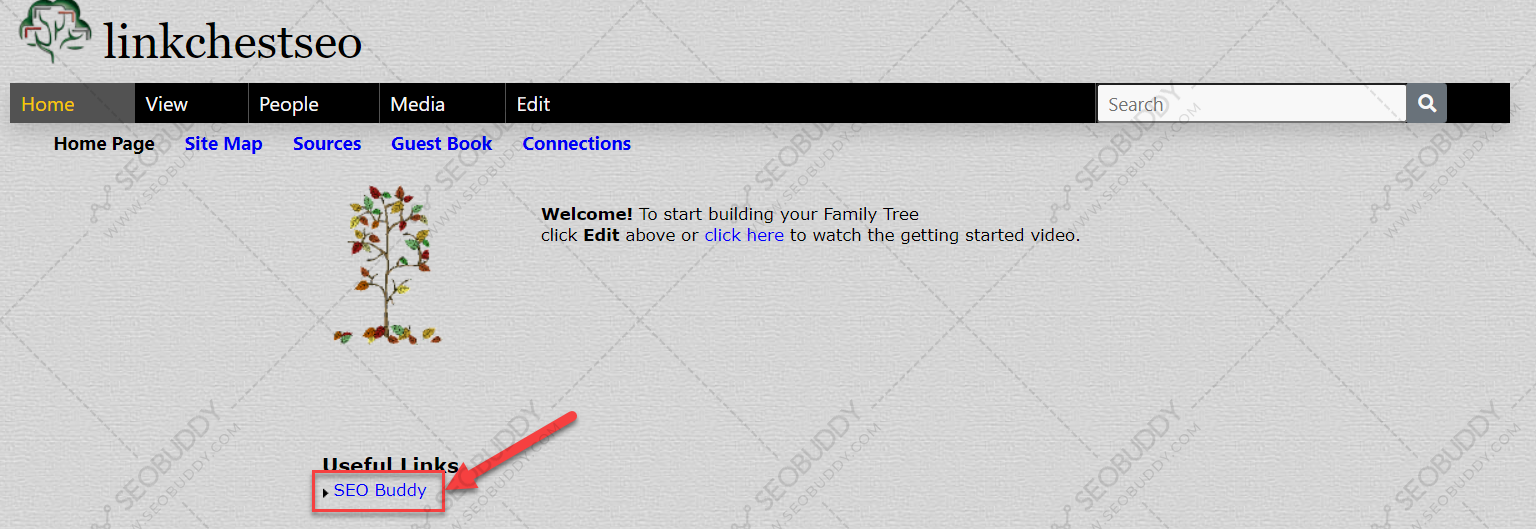 linkchestseo
Home View People Media Edit Search
Home Page Site Map Sources Guest Book Connections
Welcome! To start building your Family Tree
click Edit above or click here to watch the getting started video.
Useful Links
SEO Buddy
SEOBUDDY
WWW.SEOBUDDY.COM